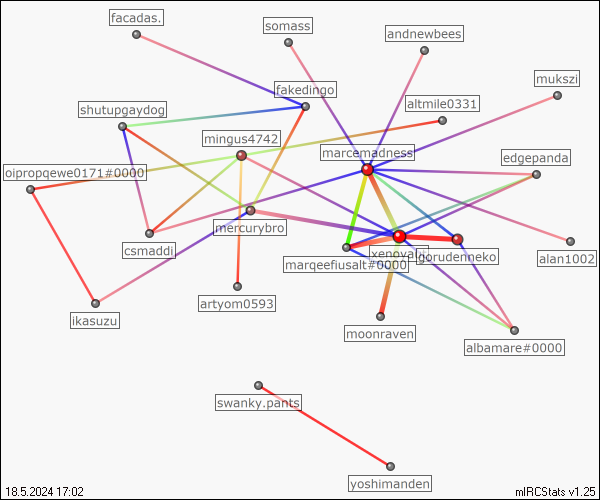 facadas.
somass
andnewbees
mukszi
fakedingo
altmile0331
shutupgaydog
mingus4742
marcemadness
edgepanda
oipropqewe0171#0000
mercurybro
csmaddi
gorudenneko
alan1002
marqeefiusalt#0000
artyom0593
ikasuzu
moonraven
albamare#0000
swanky.pants
yoshimanden
18.5.2024 17:02
mIRCStats v1.25